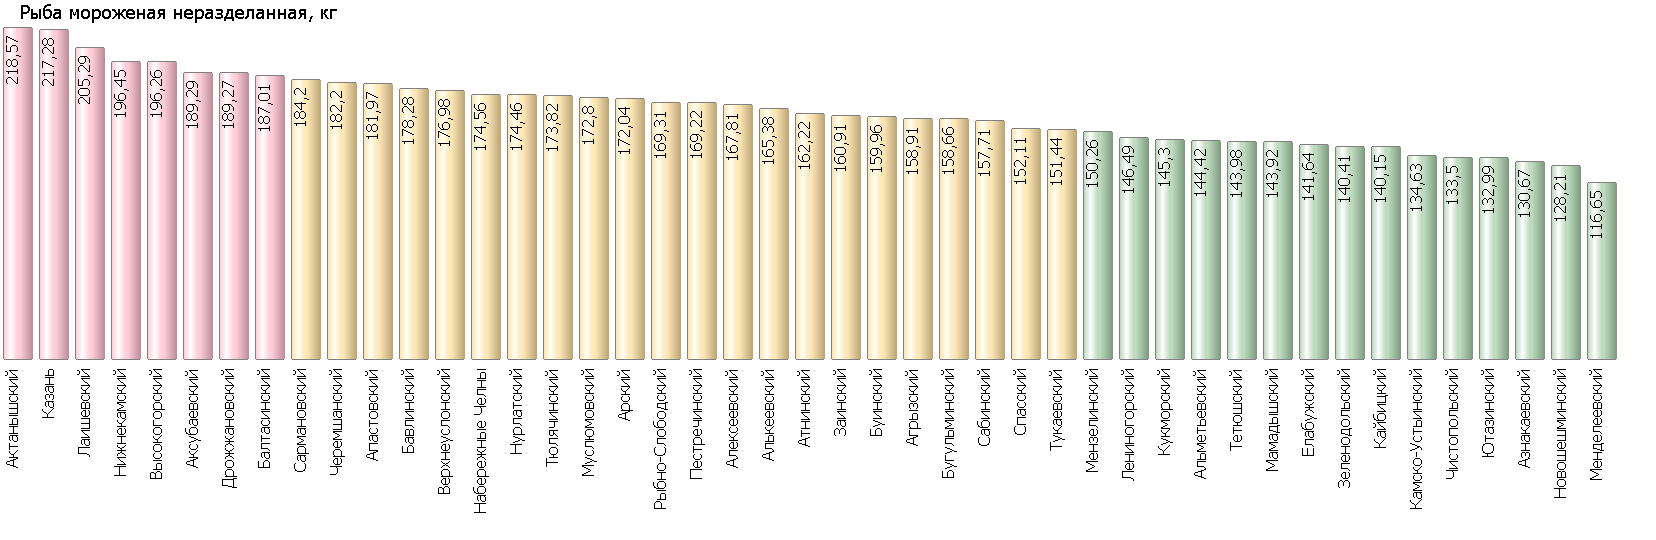 Рыба мороженая неразделанная, кг
218,57
217,28
205,29
196,45
196,26
189,29
189,27
187,01
184,2
182,2
181,97
178,28
176,98
174,56
174,46
173,82
172,8
172,04
169,31
169,22
167,81
165,38
162,22
160,91
159,96
158,91
158,66
157,71
152,11
151,44
150,26
146,49
145,3
144,42
143,98
143,92
141,64
140,41
140,15
134,63
133,5
132,99
130,67
128,21
116,65
Актанышский
Казань
Лаишевский
Нижнекамский
Высокогорский
Аксубаевский
Дрожжановский
Балтасинский
Сармановский
Черемшанский
Апастовский
Бавлинский
Верхнеуслонский
Набережные Челны
Нурлатский
Тюлячинский
Муслюмовский
Арский
Рыбно-Слободский
Пестречинский
Алексеевский
Алькеевский
Атнинский
Заинский
Буинский
Агрызский
Бугульминский
Сабинский
Спасский
Тукаевский
Мензелинский
Лениногорский
Кукморский
Альметьевский
Тетюшский
Мамадышский
Елабужский
Зеленодольский
Кайбицкий
Камско-Устьинский
Чистопольский
Ютазинский
Азнакаевский
Новошешминский
Менделеевский